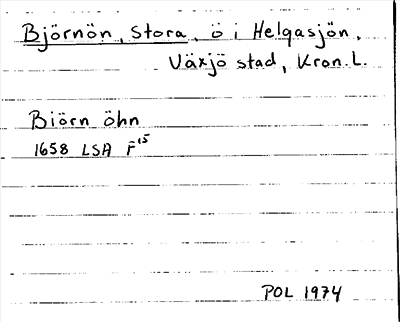 Björnön, Stora, ö i Helgasjön,
Växjö stad, Kron. L.
Biörn öhn
1658 LSA F15
POL 1974